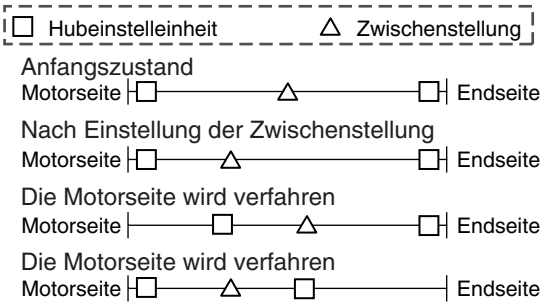 Hubeinstelleinheit Zwischenstellung
Anfangszustand
Motorseite Endseite
Nach Einstellung der Zwischenstellung
Motorseite Endseite
Die Motorseite wird verfahren
Motorseite Endseite
Die Motorseite wird verfahren
Motorseite Endseite